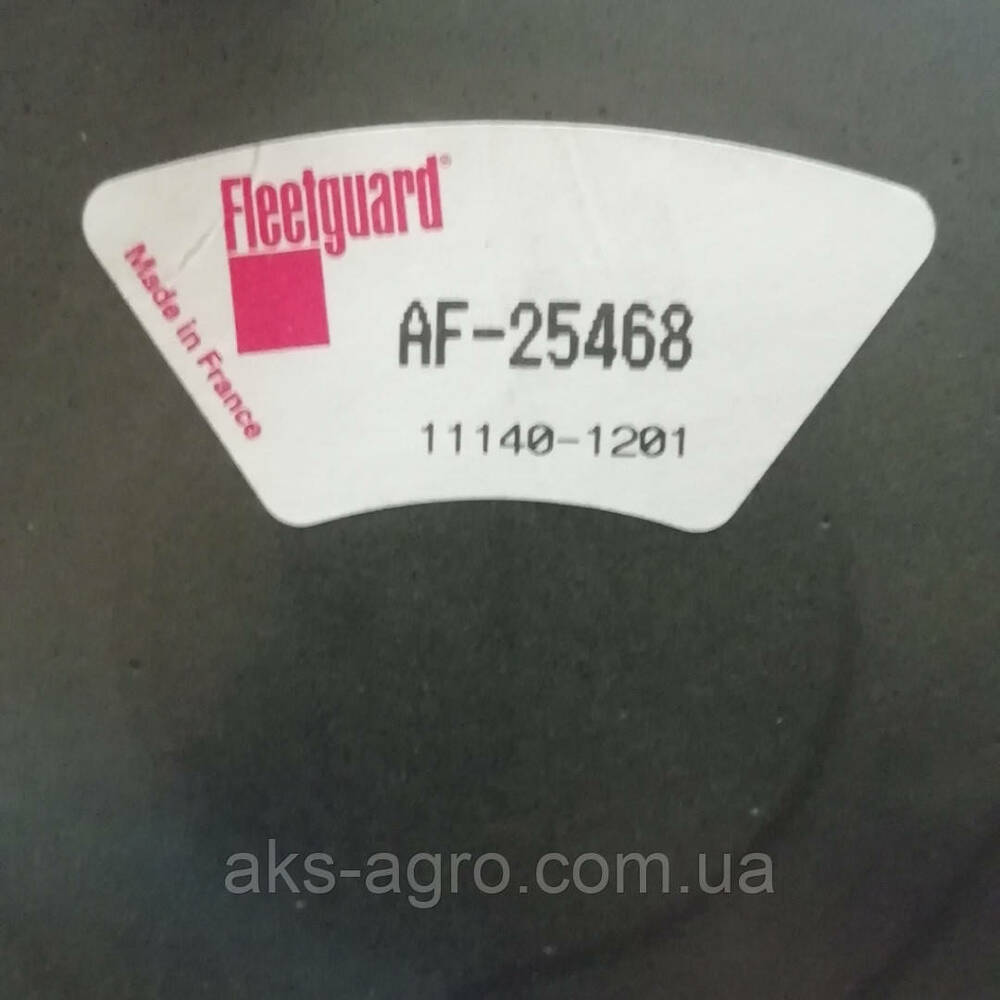 Fleetguard®
Made in France
AF-25468
11140-1201
aks-agro.com.ua